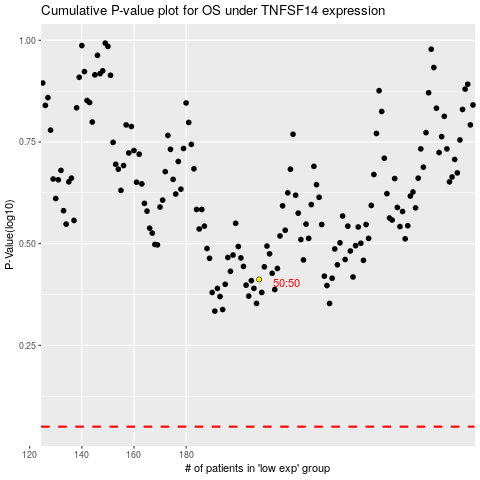 Cumulative P-value plot for OS under TNFSF14 expression
1.00
0.75
0.50
0.25
P-Value(log10)
50:50
120 140 160 180
# of patients in 'low exp' group